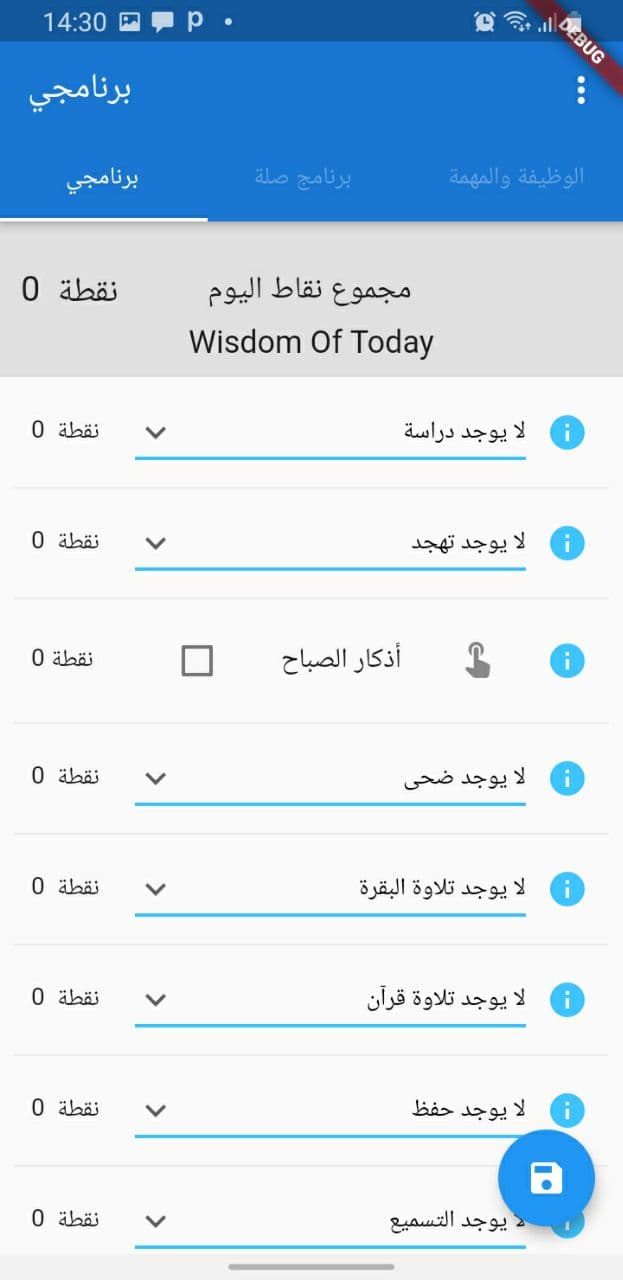 14:30
DEBUG
برنامجي
برنامجي
برنامج صلة
الوظيفة والمهمة
مجموع نقاط اليوم
0 نقطة
Wisdom Of Today
لا يوجد دراسة
0 نقطة
لا يوجد تهجد
0 نقطة
أذكار الصباح
0 نقطة
لا يوجد ضحى
0 نقطة
لا يوجد تلاوة البقرة
0 نقطة
لا يوجد تلاوة قرآن
0 نقطة
لا يوجد حفظ
0 نقطة
لا يوجد التسميع
0 نقطة